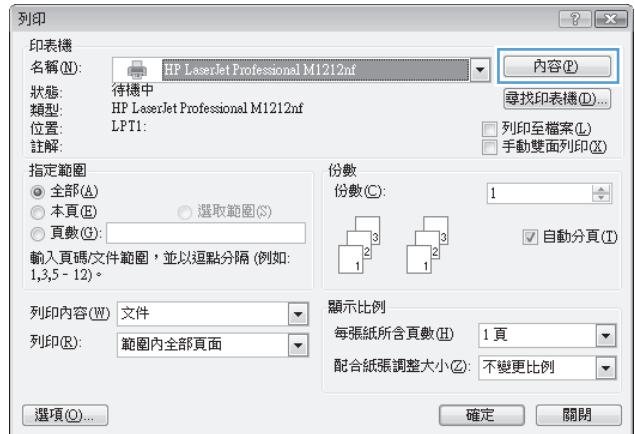 列印
印表機
名稱(N): HP LaserJet Professional M1212nf 內容(P)
狀態: 待機中 尋找印表機(D)...
類型: HP LaserJet Professional M1212nf
位置: LPT1: 列印至檔案(L)
註解: 手動雙面列印(X)
指定範圍
全部(A)
本頁(E) 選取範圍(S)
頁數(G):
輸入頁碼/文件範圍，並以逗點分隔 (例如:
1,3,5 - 12)。
份數
份數(C): 1
3 3
2 2
1 1
自動分頁(T)
列印內容(W) 文件
列印(R): 範圍內全部頁面
顯示比例
每張紙所含頁數(H) 1 頁
配合紙張調整大小(Z): 不變更比例
選項(O)... 確定 關閉